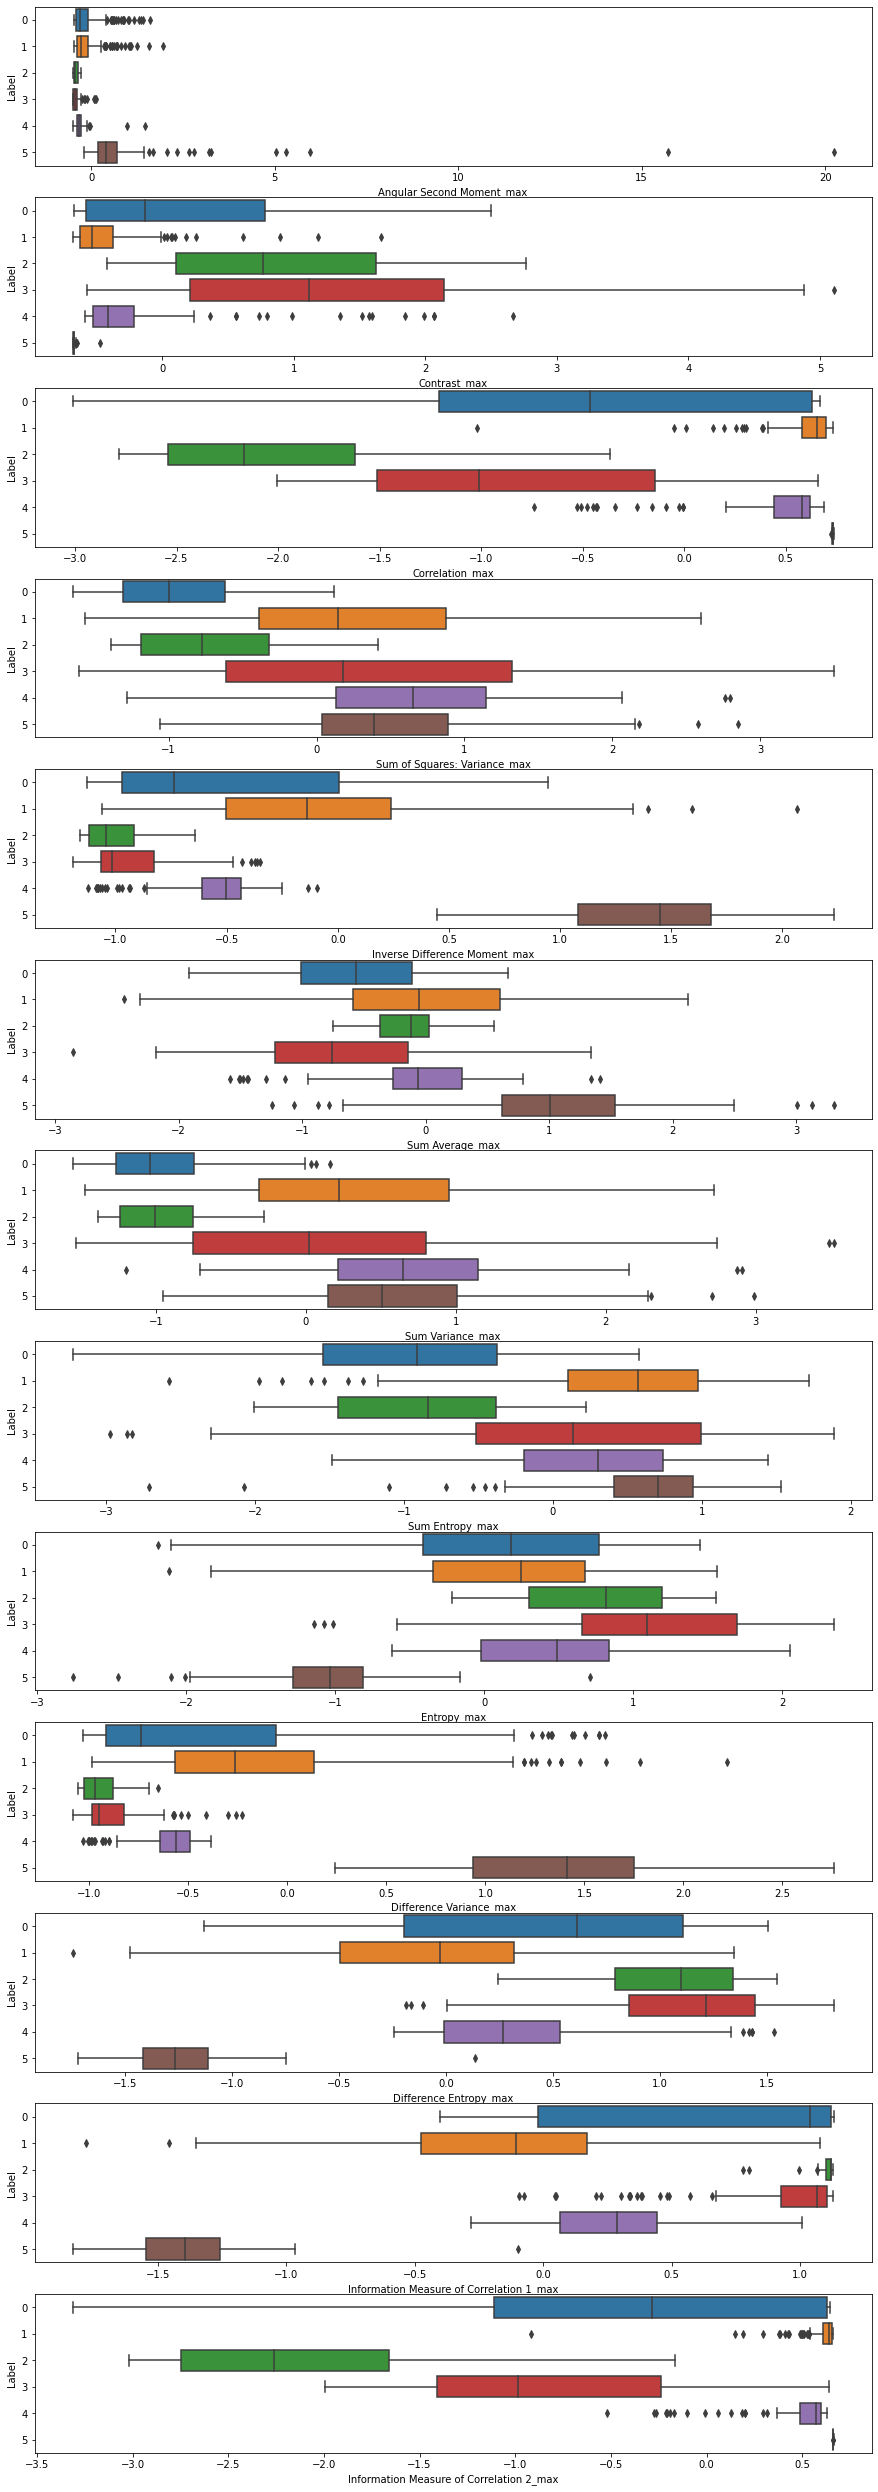 0
1
2
3
4
5
Label
0 5 10 15 20
Angular Second Moment_max
0
1
2
3
4
5
Label
0 1 2 3 4 5
Contrast_max
0
1
2
3
4
5
Label
−3.0 −2.5 −2.0 −1.5 −1.0 −0.5 0.0 0.5
Correlation_max
0
1
2
3
4
5
Label
−1 0 1 2 3
Sum of Squares: Variance_max
0
1
2
3
4
5
Label
−1.0 −0.5 0.0 0.5 1.0 1.5 2.0
Inverse Difference Moment_max
0
1
2
3
4
5
Label
−3 −2 −1 0 1 2 3
Sum Average_max
0
1
2
3
4
5
Label
−1 0 1 2 3
Sum Variance_max
0
1
2
3
4
5
Label
−3 −2 −1 0 1 2
Sum Entropy_max
0
1
2
3
4
5
Label
−3 −2 −1 0 1 2
Entropy_max
0
1
2
3
4
5
Label
−1.0 −0.5 0.0 0.5 1.0 1.5 2.0 2.5
Difference Variance_max
0
1
2
3
4
5
Label
−1.5 −1.0 −0.5 0.0 0.5 1.0 1.5
Difference Entropy_max
0
1
2
3
4
5
Label
−1.5 −1.0 −0.5 0.0 0.5 1.0
Information Measure of Correlation 1_max
0
1
2
3
4
5
Label
−3.5 −3.0 −2.5 −2.0 −1.5 −1.0 −0.5 0.0 0.5
Information Measure of Correlation 2_max